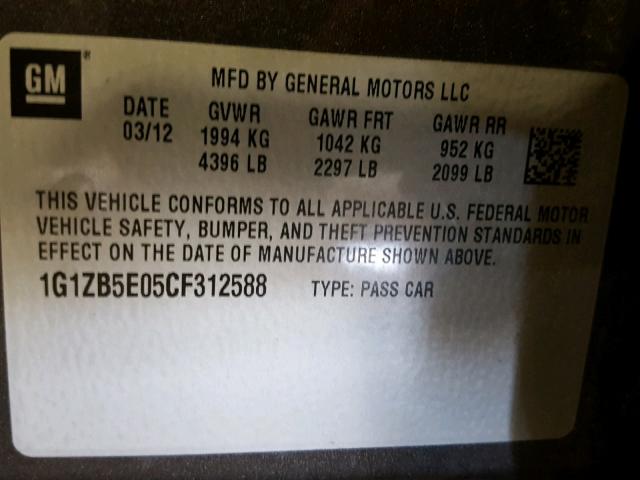 GM ®
MFD BY GENERAL MOTORS LLC
DATE GVWR GAWR FRT GAWR RR
03/12 1994 KG 1042 KG 952 KG
4396 LB 2297 LB 2099 LB
THIS VEHICLE CONFORMS TO ALL APPLICABLE U.S. FEDERAL MOTOR
VEHICLE SAFETY, BUMPER, AND THEFT PREVENTION STANDARDS IN
EFFECT ON THE DATE OF MANUFACTURE SHOWN ABOVE.
1G1ZB5E05CF312588 TYPE: PASS CAR